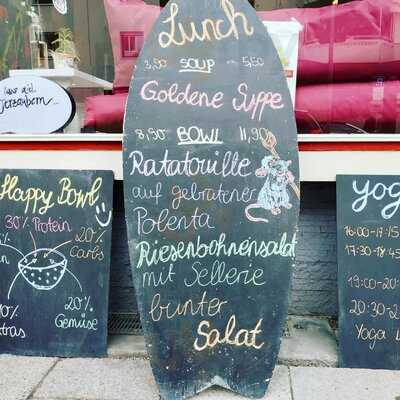 Lunch
3,50 SOUP 5,50
Goldene Suppe
8,50 BOWL 11,90
Ratatouille
auf gebratener
Polenta
Riesenbohnensalat
mit Sellerie
bunter
Salat
Happy Bowl
30% Protein
20%
Carbs
20%
Gemüse
yog
16:00-17:15
17:30-18:45
19:00-20
20:30-2
Yoga